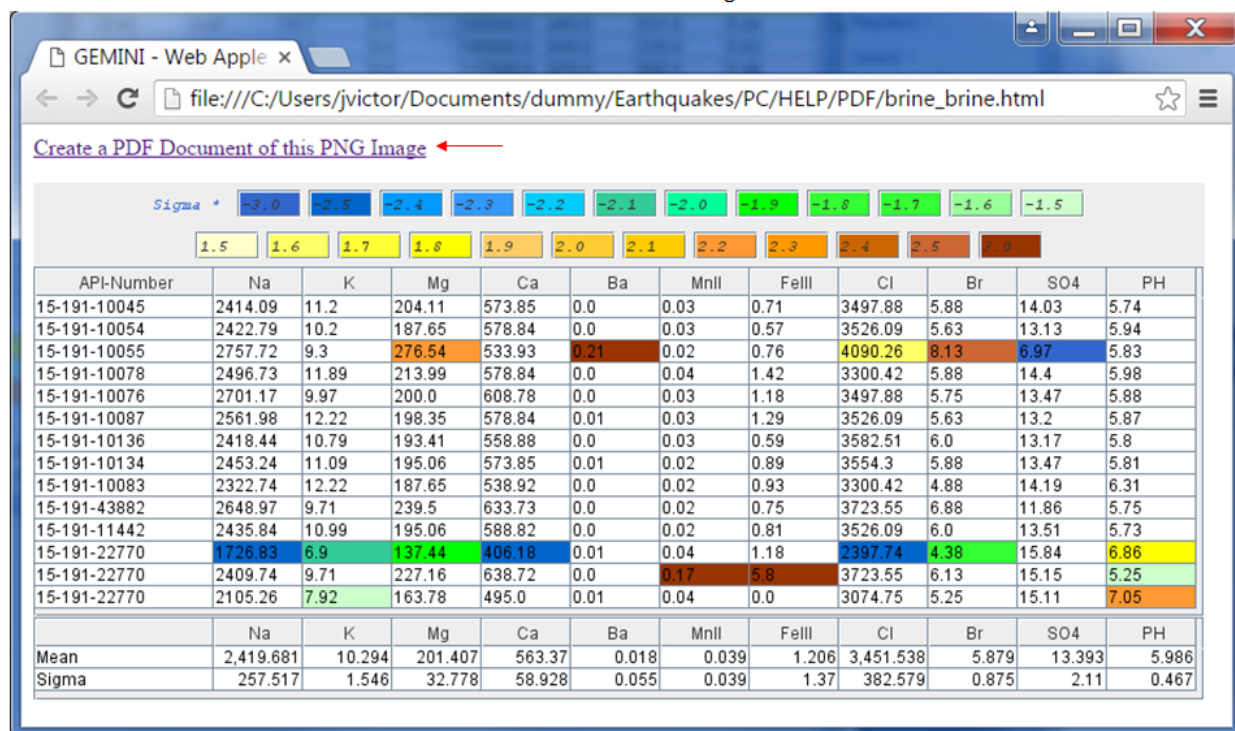 GEMINI - Web Apple ×
file:///C:/Users/jvictor/Documents/dummy/Earthquakes/PC/HELP/PDF/brine_brine.html
Create a PDF Document of this PNG Image
Sigma * -3.0 -2.5 -2.4 -2.3 -2.2 -2.1 -2.0 -1.9 -1.8 -1.7 -1.6 -1.5
1.5 1.6 1.7 1.8 1.9 2.0 2.1 2.2 2.3 2.4 2.5 3.0
API-Number Na K Mg Ca Ba MnII FeIII Cl Br SO4 PH
15-191-10045 2414.09 11.2 204.11 573.85 0.0 0.03 0.71 3497.88 5.88 14.03 5.74
15-191-10054 2422.79 10.2 187.65 578.84 0.0 0.03 0.57 3526.09 5.63 13.13 5.94
15-191-10055 2757.72 9.3 276.54 533.93 0.21 0.02 0.76 4090.26 8.13 6.97 5.83
15-191-10078 2496.73 11.89 213.99 578.84 0.0 0.04 1.42 3300.42 5.88 14.4 5.98
15-191-10076 2701.17 9.97 200.0 608.78 0.0 0.03 1.18 3497.88 5.75 13.47 5.88
15-191-10087 2561.98 12.22 198.35 578.84 0.01 0.03 1.29 3526.09 5.63 13.2 5.87
15-191-10136 2418.44 10.79 193.41 558.88 0.0 0.03 0.59 3582.51 6.0 13.17 5.8
15-191-10134 2453.24 11.09 195.06 573.85 0.01 0.02 0.89 3554.3 5.88 13.47 5.81
15-191-10083 2322.74 12.22 187.65 538.92 0.0 0.02 0.93 3300.42 4.88 14.19 6.31
15-191-43882 2648.97 9.71 239.5 633.73 0.0 0.02 0.75 3723.55 6.88 11.86 5.75
15-191-11442 2435.84 10.99 195.06 588.82 0.0 0.02 0.81 3526.09 6.0 13.51 5.73
15-191-22770 1726.83 6.9 137.44 406.18 0.01 0.04 1.18 2397.74 4.38 15.84 6.86
15-191-22770 2409.74 9.71 227.16 638.72 0.0 0.17 5.8 3723.55 6.13 15.15 5.25
15-191-22770 2105.26 7.92 163.78 495.0 0.01 0.04 0.0 3074.75 5.25 15.11 7.05
Na K Mg Ca Ba MnII FeIII Cl Br SO4 PH
Mean 2,419.681 10.294 201.407 563.37 0.018 0.039 1.206 3,451.538 5.879 13.393 5.986
Sigma 257.517 1.546 32.778 58.928 0.055 0.039 1.37 382.579 0.875 2.11 0.467